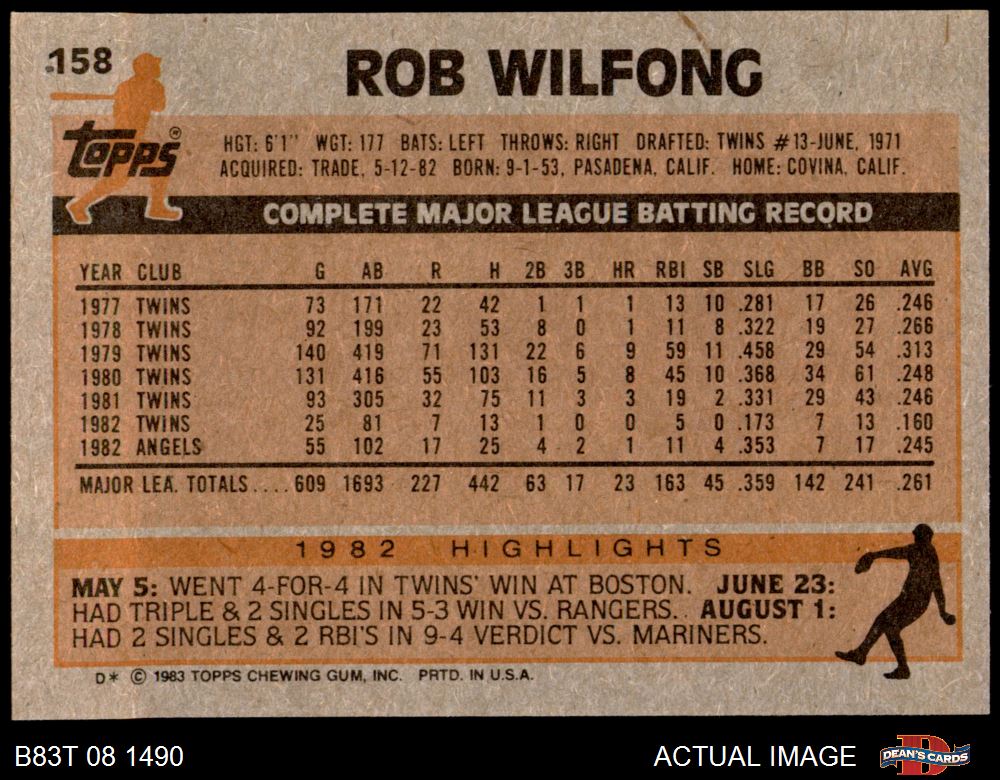 158
ROB WILFONG
Topps®
HGT: 6'1" WGT: 177 BATS: LEFT THROWS: RIGHT DRAFTED: TWINS #13-JUNE, 1971
ACQUIRED: TRADE, 5-12-82 BORN: 9-1-53, PASADENA, CALIF. HOME: COVINA, CALIF.
COMPLETE MAJOR LEAGUE BATTING RECORD
YEAR CLUB G AB R H 2B 3B HR RBI SB SLG BB SO AVG
1977 TWINS 73 171 22 42 1 1 1 13 10 .281 17 26 .246
1978 TWINS 92 199 23 53 8 0 1 11 8 .322 19 27 .266
1979 TWINS 140 419 71 131 22 6 9 59 11 .458 29 54 .313
1980 TWINS 131 416 55 103 16 5 8 45 10 .368 34 61 .248
1981 TWINS 93 305 32 75 11 3 3 19 2 .331 29 43 .246
1982 TWINS 25 81 7 13 1 0 0 5 0 .173 7 13 .160
1982 ANGELS 55 102 17 25 4 2 1 11 4 .353 7 17 .245
MAJOR LEA. TOTALS.... 609 1693 227 442 63 17 23 163 45 .359 142 241 .261
1982 HIGHLIGHTS
MAY 5: WENT 4-FOR-4 IN TWINS' WIN AT BOSTON. JUNE 23:
HAD TRIPLE & 2 SINGLES IN 5-3 WIN VS. RANGERS. AUGUST 1:
HAD 2 SINGLES & 2 RBI'S IN 9-4 VERDICT VS. MARINERS.
D* © 1983 TOPPS CHEWING GUM, INC. PRTD. IN U.S.A.
B83T 08 1490 ACTUAL IMAGE DEAN'S CARDS